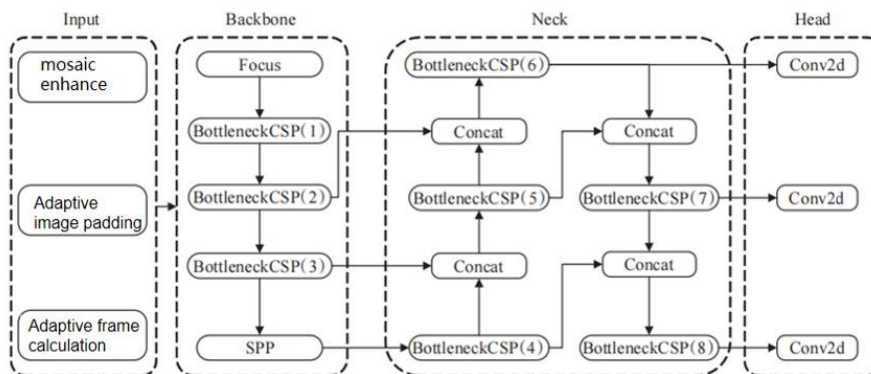 Input
Backbone
Neck
Head
mosaic
enhance
Adaptive
image padding
Adaptive frame
calculation
Focus
BottleneckCSP(1)
BottleneckCSP(2)
BottleneckCSP(3)
SPP
BottleneckCSP(6)
Concat
BottleneckCSP(5)
Concat
BottleneckCSP(4)
Concat
BottleneckCSP(7)
Concat
BottleneckCSP(8)
Conv2d
Conv2d
Conv2d